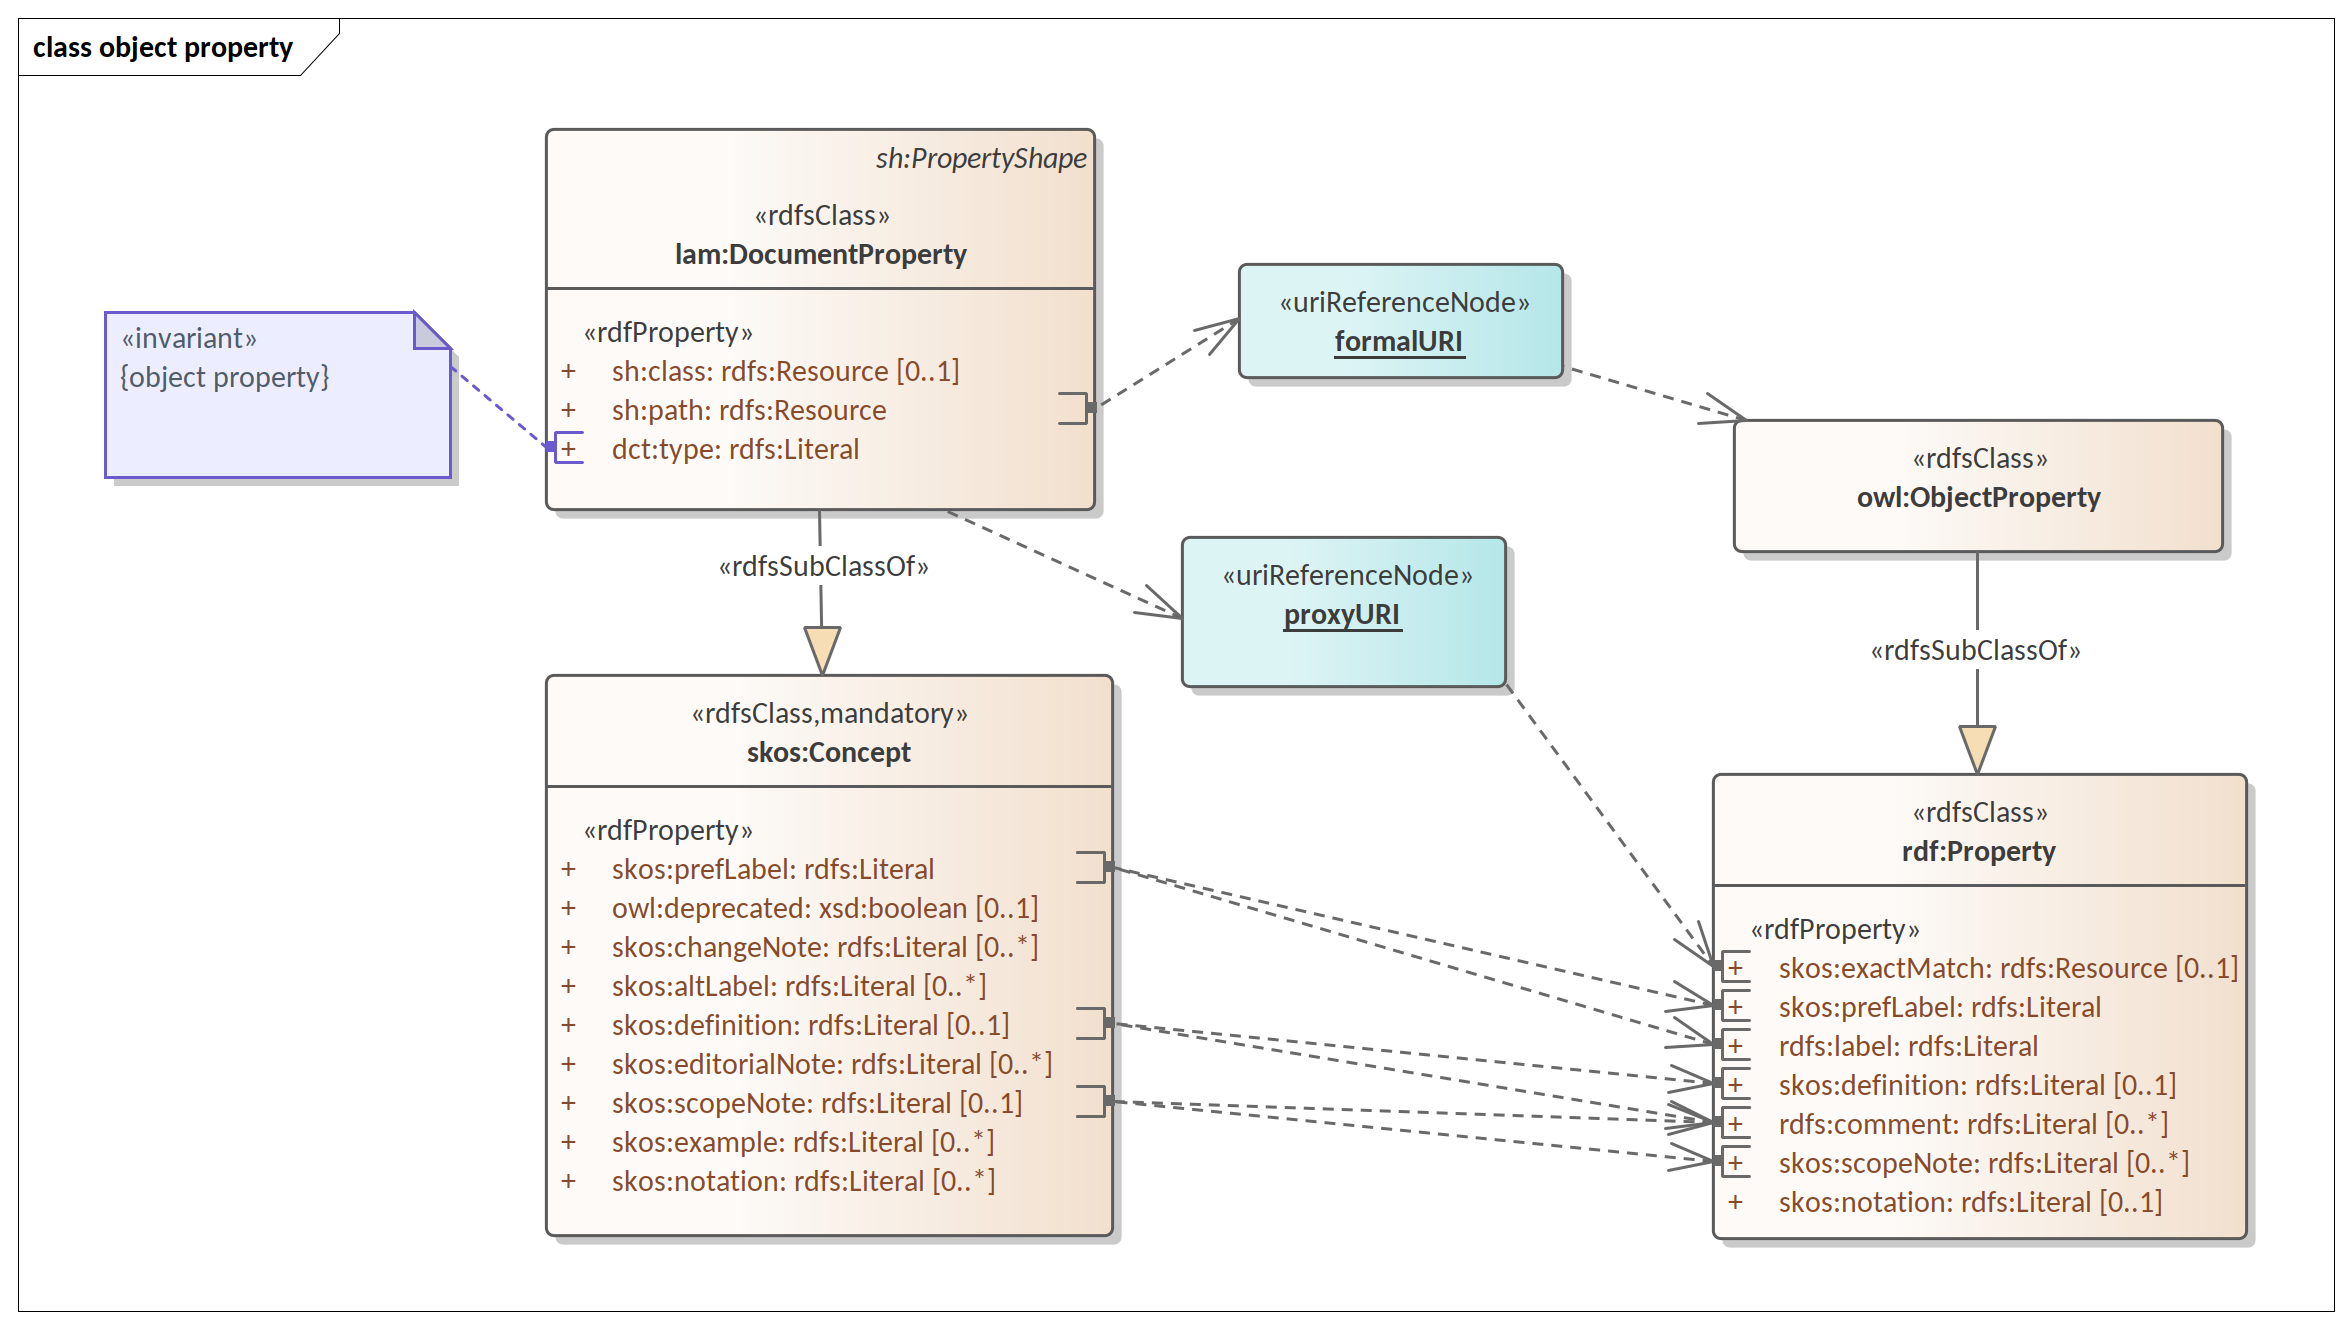 class object property
sh:PropertyShape
«rdfsClass»
lam:DocumentProperty
«rdfProperty»
+ sh:class: rdfs:Resource [0..1]
+ sh:path: rdfs:Resource
+ dct:type: rdfs:Literal
«invariant»
{object property}
«uriReferenceNode»
formalURI
«rdfsClass»
owl:ObjectProperty
«rdfsSubClassOf»
«uriReferenceNode»
proxyURI
«rdfsSubClassOf»
«rdfsClass,mandatory»
skos:Concept
«rdfProperty»
+ skos:prefLabel: rdfs:Literal
+ owl:deprecated: xsd:boolean [0..1]
+ skos:changeNote: rdfs:Literal [0..*]
+ skos:altLabel: rdfs:Literal [0..*]
+ skos:definition: rdfs:Literal [0..1]
+ skos:editorialNote: rdfs:Literal [0..*]
+ skos:scopeNote: rdfs:Literal [0..1]
+ skos:example: rdfs:Literal [0..*]
+ skos:notation: rdfs:Literal [0..*]
«rdfsClass»
rdf:Property
«rdfProperty»
+ skos:exactMatch: rdfs:Resource [0..1]
+ skos:prefLabel: rdfs:Literal
+ rdfs:label: rdfs:Literal
+ skos:definition: rdfs:Literal [0..1]
+ rdfs:comment: rdfs:Literal [0..*]
+ skos:scopeNote: rdfs:Literal [0..*]
+ skos:notation: rdfs:Literal [0..1]